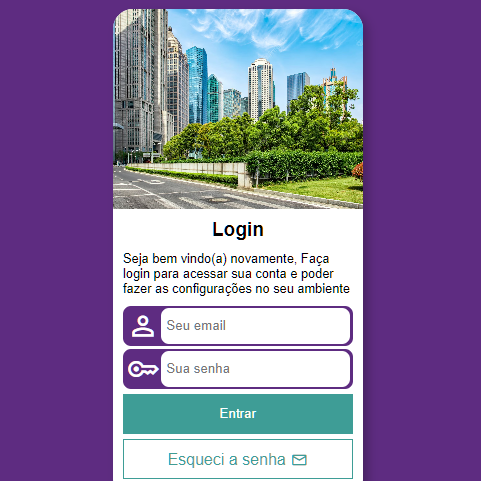 Login
Seja bem vindo(a) novamente, Faça
login para acessar sua conta e poder
fazer as configurações no seu ambiente
Seu email
Sua senha
Entrar
Esqueci a senha